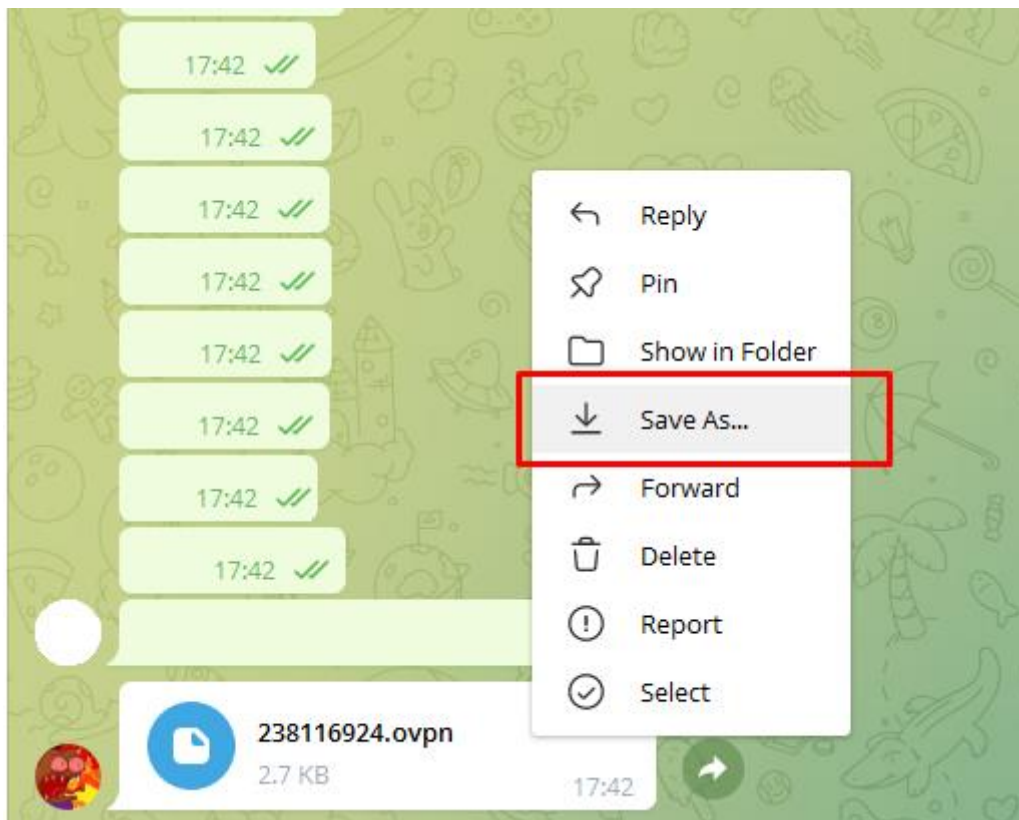 17:42
17:42
17:42
17:42
17:42
17:42
17:42
17:42
Reply
Pin
Show in Folder
Save As...
Forward
Delete
Report
Select
238116924.ovpn
2.7 KB
17:42